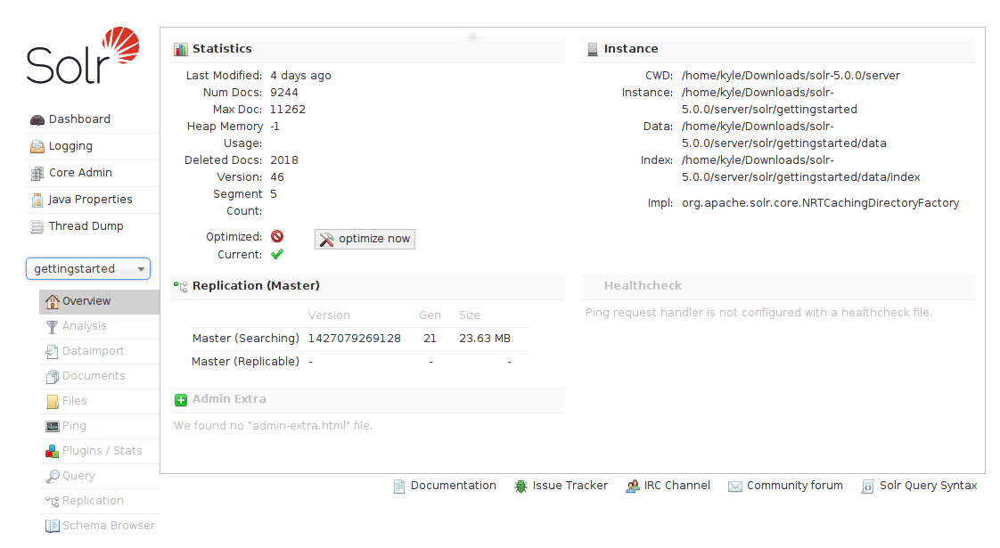 Solr
Dashboard
Logging
Core Admin
Java Properties
Thread Dump
gettingstarted
Overview
Analysis
Dataimport
Documents
Files
Ping
Plugins / Stats
Query
Replication
Schema Browser
Statistics
Last Modified: 4 days ago
Num Docs: 9244
Max Doc: 11262
Heap Memory -1
Usage:
Deleted Docs: 2018
Version: 46
Segment 5
Count:
Optimized: optimize now
Current:
Instance
CWD: /home/kyle/Downloads/solr-5.0.0/server
Instance: /home/kyle/Downloads/solr-
5.0.0/server/solr/gettingstarted
Data: /home/kyle/Downloads/solr-
5.0.0/server/solr/gettingstarted/data
Index: /home/kyle/Downloads/solr-
5.0.0/server/solr/gettingstarted/data/index
Impl: org.apache.solr.core.NRTCachingDirectoryFactory
Replication (Master)
Version Gen Size
Master (Searching) 1427079269128 21 23.63 MB
Master (Replicable) - - -
Healthcheck
Ping request handler is not configured with a healthcheck file.
Admin Extra
We found no "admin-extra.html" file.
Documentation Issue Tracker IRC Channel Community forum Solr Query Syntax